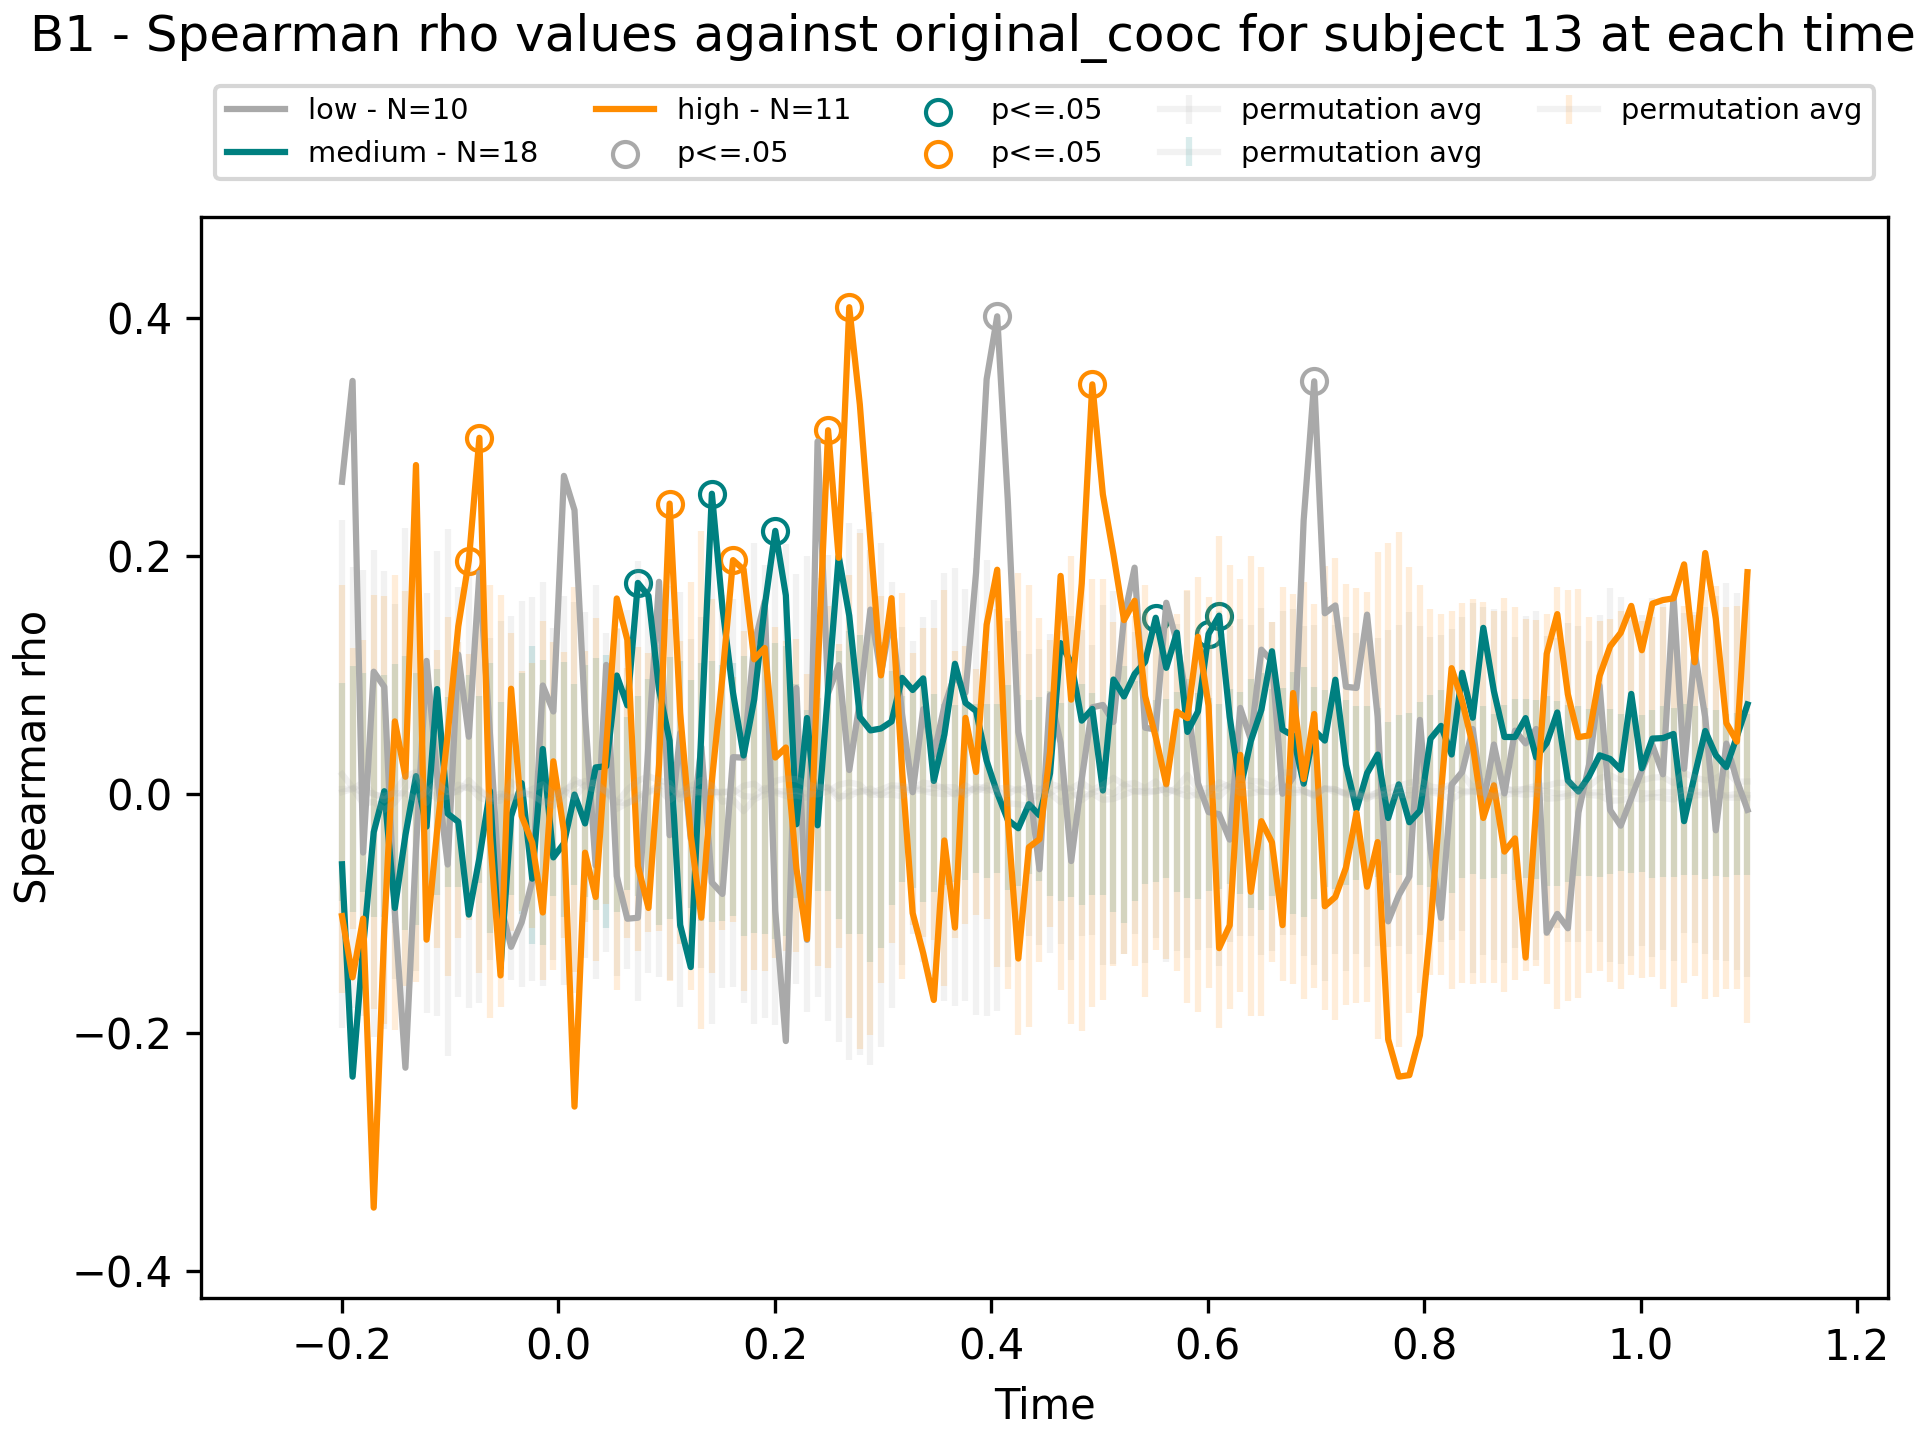 B1 - Spearman rho values against original_cooc for subject 13 at each time
low - N=10
medium - N=18
high - N=11
p<=.05
p<=.05
p<=.05
permutation avg
permutation avg
permutation avg
Spearman rho
0.4
0.2
0.0
−0.2
−0.4
−0.2 0.0 0.2 0.4 0.6 0.8 1.0 1.2
Time